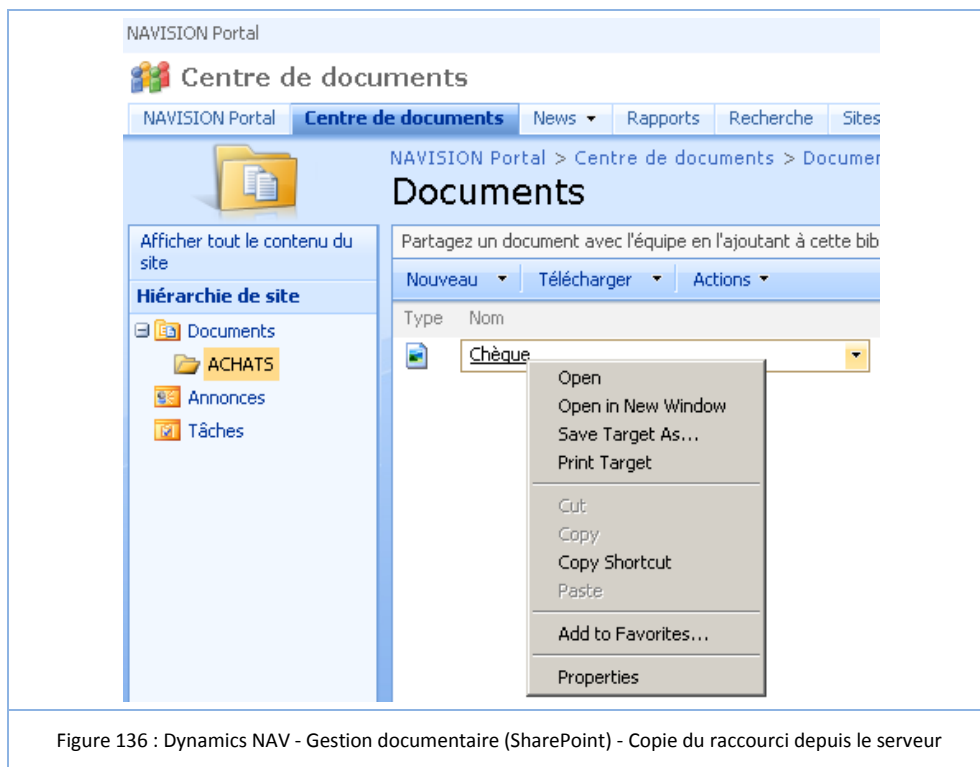 NAVISION Portal
Centre de documents
NAVISION Portal Centre de documents News Rapports Recherche Sites
NAVISION Portal > Centre de documents > Documen
Documents
Afficher tout le contenu du
site
Partagez un document avec l'équipe en l'ajoutant à cette bib
Nouveau Télécharger Actions
Hiérarchie de site
Type Nom
Documents
Chèque
ACHATS
Annonces
Tâches
Open
Open in New Window
Save Target As...
Print Target
Cut
Copy
Copy Shortcut
Paste
Add to Favorites...
Properties
Figure 136 : Dynamics NAV - Gestion documentaire (SharePoint) - Copie du raccourci depuis le serveur